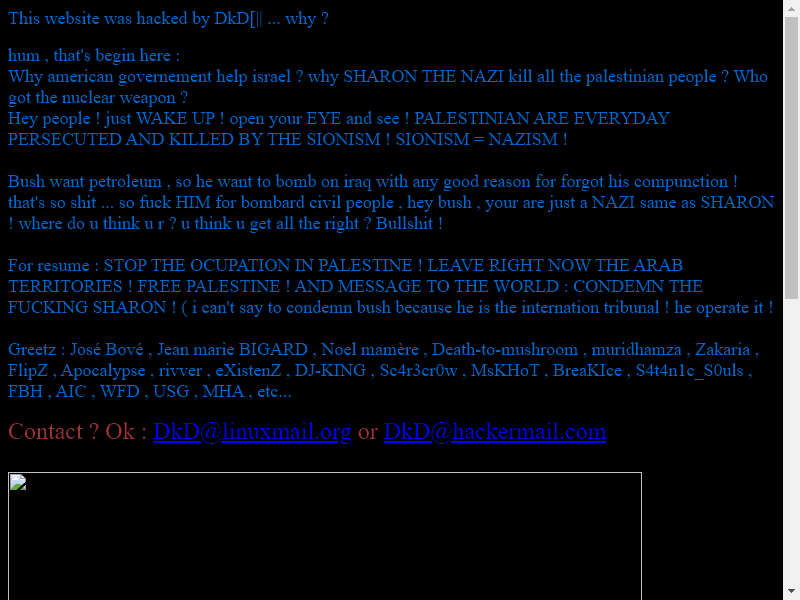 This website was hacked by DkD[|| ... why ?
hum , that's begin here :
Why american governement help israel ? why SHARON THE NAZI kill all the palestinian people ? Who
got the nuclear weapon ?
Hey people ! just WAKE UP ! open your EYE and see ! PALESTINIAN ARE EVERYDAY
PERSECUTED AND KILLED BY THE SIONISM ! SIONISM = NAZISM !
Bush want petroleum , so he want to bomb on iraq with any good reason for forgot his compunction !
that's so shit ... so fuck HIM for bombard civil people , hey bush , your are just a NAZI same as SHARON
! where do u think u r ? u think u get all the right ? Bullshit !
For resume : STOP THE OCUPATION IN PALESTINE ! LEAVE RIGHT NOW THE ARAB
TERRITORIES ! FREE PALESTINE ! AND MESSAGE TO THE WORLD : CONDEMN THE
FUCKING SHARON ! ( i can't say to condemn bush because he is the internation tribunal ! he operate it !
Greetz : José Bové , Jean marie BIGARD , Noel mamère , Death-to-mushroom , muridhamza , Zakaria ,
FlipZ , Apocalypse , rivver , eXistenZ , DJ-KING , Sc4r3cr0w , MsKHoT , BreaKIce , S4t4n1c_S0uls ,
FBH , AIC , WFD , USG , MHA , etc...
Contact ? Ok : DkD@linuxmail.org or DkD@hackermail.com